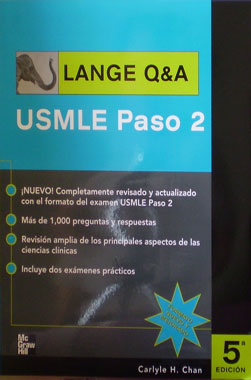 LANGE Q&A
USMLE Paso 2
¡NUEVO! Completamente revisado y actualizado
con el formato del examen USMLE Paso 2
Más de 1,000 preguntas y respuestas
Revisión amplia de los principales aspectos de las
ciencias clínicas
Incluye dos exámenes prácticos
Mc
Graw
Hill
Carlyle H. Chan
5ª
EDICIÓN